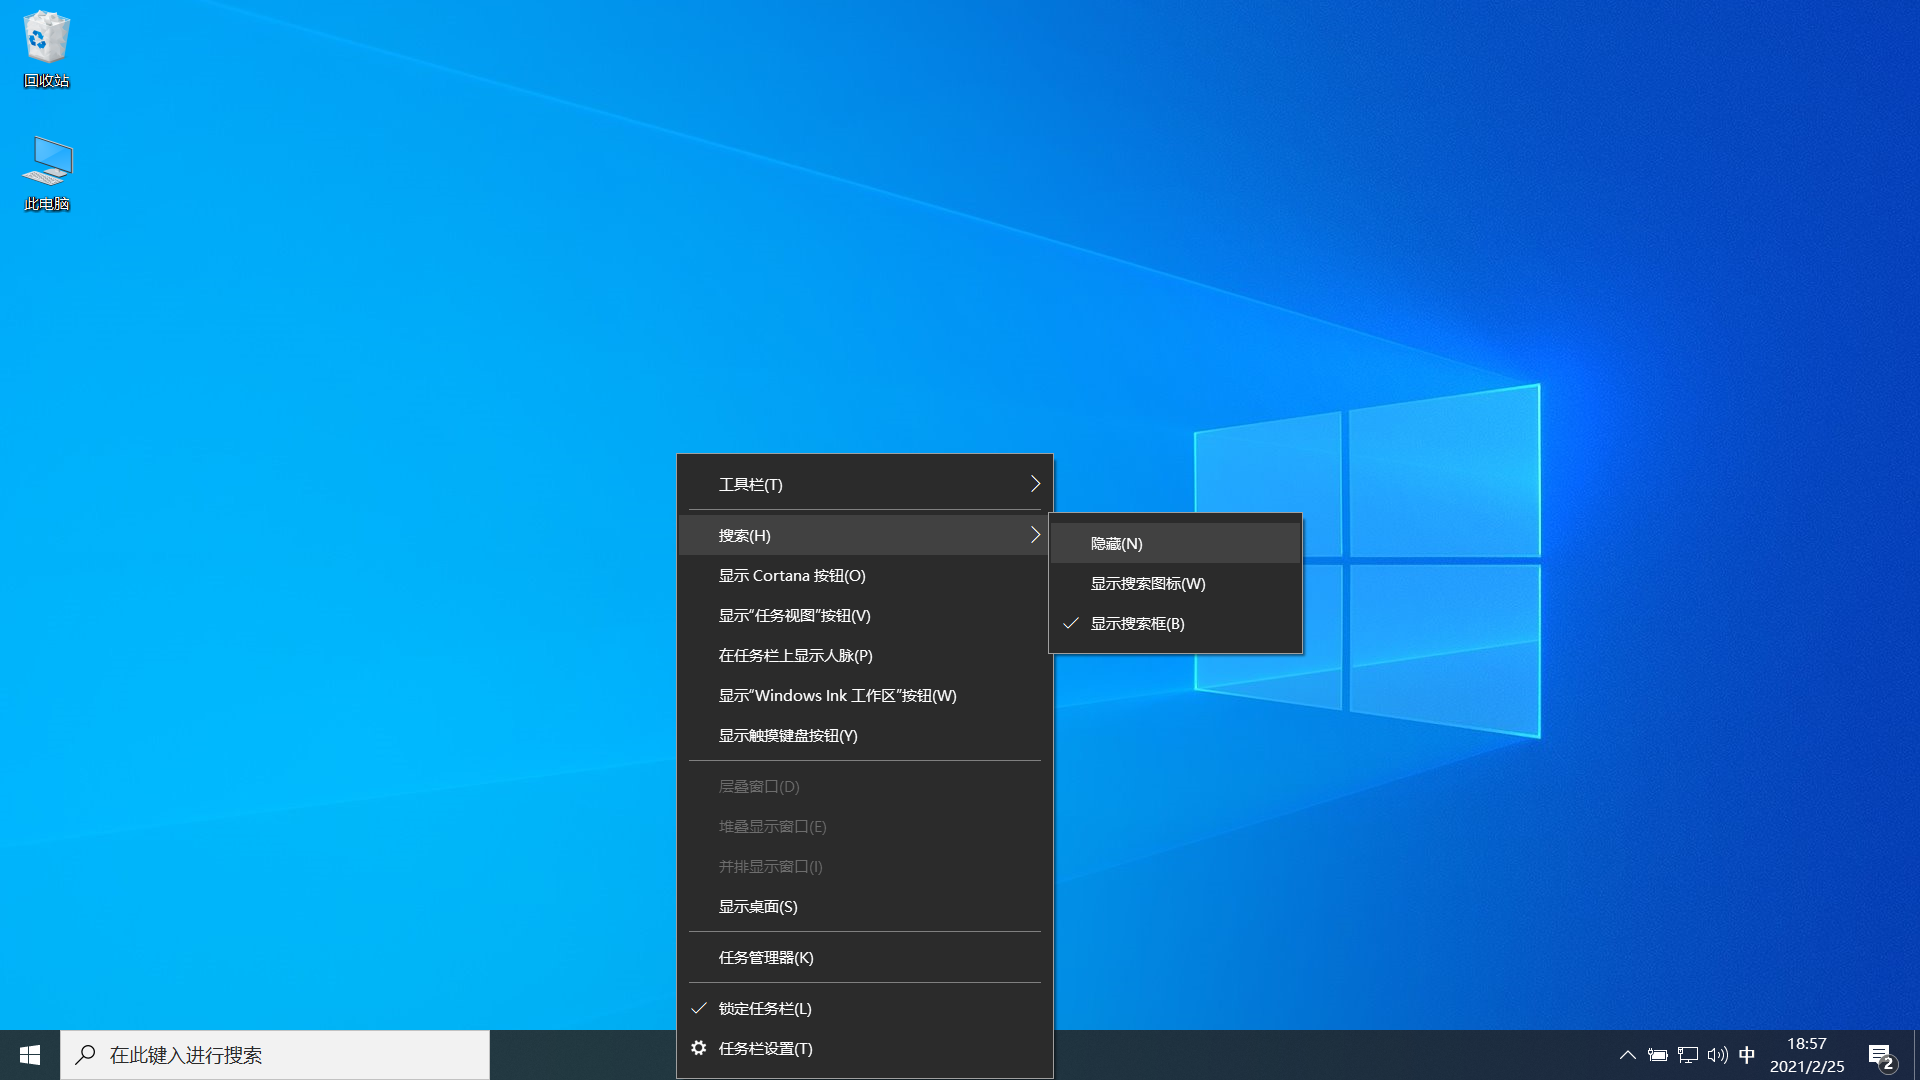 回收站
此电脑
工具栏(T)
搜索(H)
显示 Cortana 按钮(O)
显示“任务视图”按钮(V)
在任务栏上显示人脉(P)
显示“Windows Ink 工作区”按钮(W)
显示触摸键盘按钮(Y)
层叠窗口(D)
堆叠显示窗口(E)
并排显示窗口(I)
显示桌面(S)
任务管理器(K)
锁定任务栏(L)
任务栏设置(T)
隐藏(N)
显示搜索图标(W)
显示搜索框(B)
在此键入进行搜索
中
18:57
2021/2/25
2